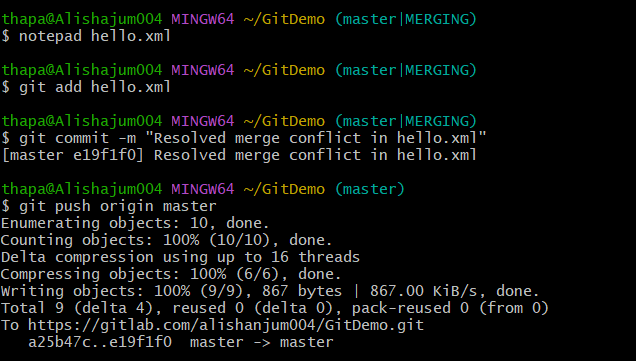 thapa@Alishajum004 MINGW64 ~/GitDemo (master|MERGING)
$ notepad hello.xml
thapa@Alishajum004 MINGW64 ~/GitDemo (master|MERGING)
$ git add hello.xml
thapa@Alishajum004 MINGW64 ~/GitDemo (master|MERGING)
$ git commit -m "Resolved merge conflict in hello.xml"
[master e19f1f0] Resolved merge conflict in hello.xml
thapa@Alishajum004 MINGW64 ~/GitDemo (master)
$ git push origin master
Enumerating objects: 10, done.
Counting objects: 100% (10/10), done.
Delta compression using up to 16 threads
Compressing objects: 100% (6/6), done.
Writing objects: 100% (9/9), 867 bytes | 867.00 KiB/s, done.
Total 9 (delta 4), reused 0 (delta 0), pack-reused 0 (from 0)
To https://gitlab.com/alishanjum004/GitDemo.git
   a25b47c..e19f1f0  master -> master